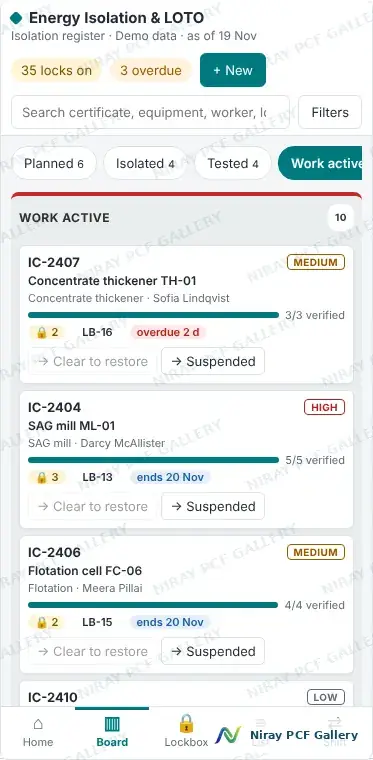 Energy Isolation & LOTO
Isolation register · Demo data · as of 19 Nov
35 locks on
3 overdue
+ New
Search certificate, equipment, worker, lo
Filters
Planned 6
Isolated 4
Tested 4
Work active
WORK ACTIVE
10
IC-2407
MEDIUM
Concentrate thickener TH-01
Concentrate thickener · Sofia Lindqvist
3/3 verified
🔒 2
LB-16
overdue 2 d
→ Clear to restore
→ Suspended
IC-2404
HIGH
SAG mill ML-01
SAG mill · Darcy McAllister
5/5 verified
🔒 3
LB-13
ends 20 Nov
→ Clear to restore
→ Suspended
IC-2406
MEDIUM
Flotation cell FC-06
Flotation · Meera Pillai
4/4 verified
🔒 2
LB-15
ends 20 Nov
→ Clear to restore
→ Suspended
IC-2410
LOW
Home
Board
Lockbox
Shift
Niray PCF Gallery
NIRAY PCF GALLERY